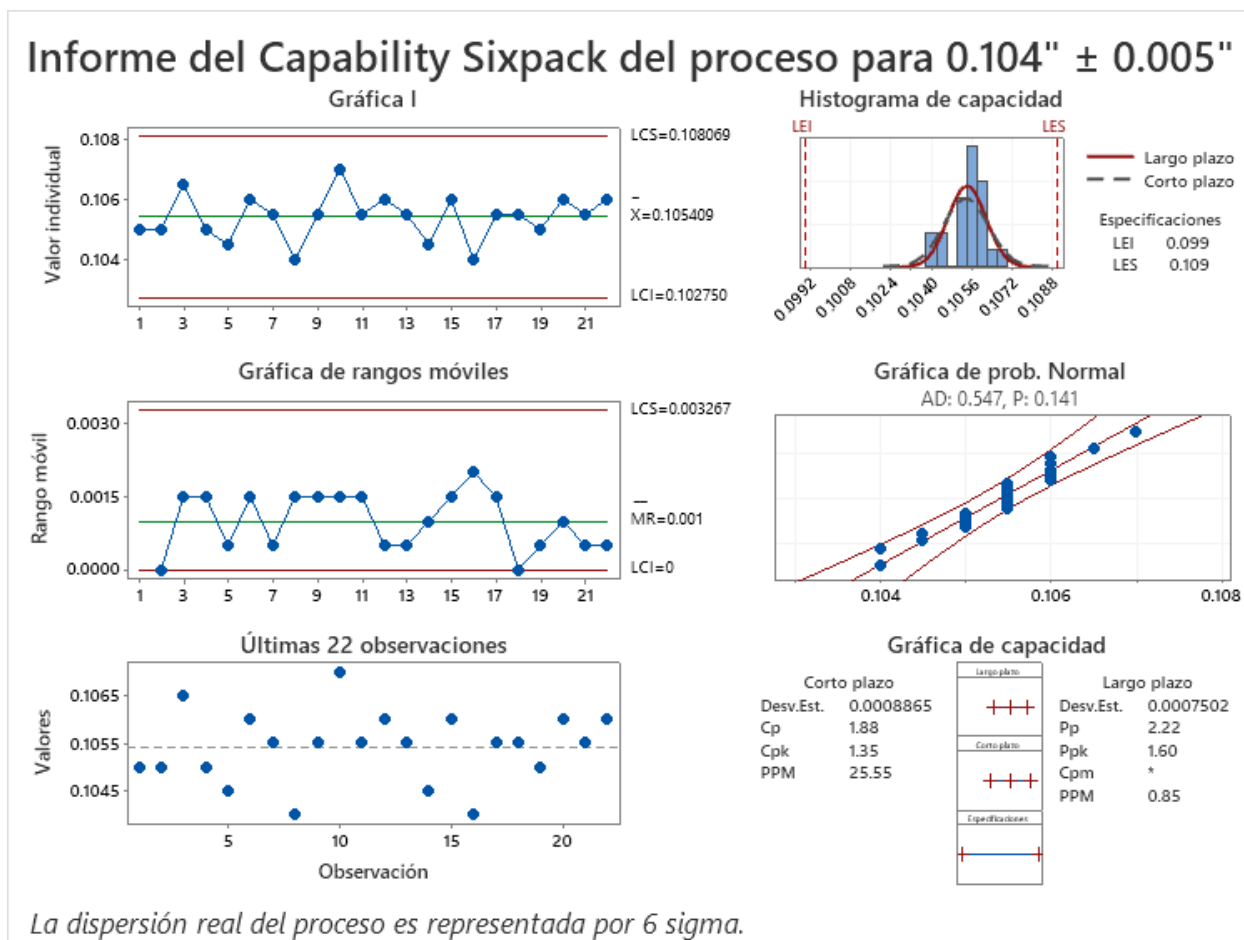 Informe del Capability Sixpack del proceso para 0.104" ± 0.005"
Gráfica I
Valor individual
0.108
0.106
0.104
LCS=0.108069
_
X=0.105409
LCI=0.102750
1 3 5 7 9 11 13 15 17 19 21
Histograma de capacidad
LEI LES
0.0992 0.1008 0.1024 0.1040 0.1056 0.1072 0.1088
Largo plazo
Corto plazo
Especificaciones
LEI 0.099
LES 0.109
Gráfica de rangos móviles
Rango móvil
0.0030
0.0015
0.0000
LCS=0.003267
__
MR=0.001
LCI=0
1 3 5 7 9 11 13 15 17 19 21
Gráfica de prob. Normal
AD: 0.547, P: 0.141
0.104 0.106 0.108
Últimas 22 observaciones
Valores
0.1065
0.1055
0.1045
5 10 15 20
Observación
Gráfica de capacidad
Corto plazo
Desv.Est. 0.0008865
Cp 1.88
Cpk 1.35
PPM 25.55
Largo plazo
Corto plazo
Especificaciones
Largo plazo
Desv.Est. 0.0007502
Pp 2.22
Ppk 1.60
Cpm *
PPM 0.85
La dispersión real del proceso es representada por 6 sigma.